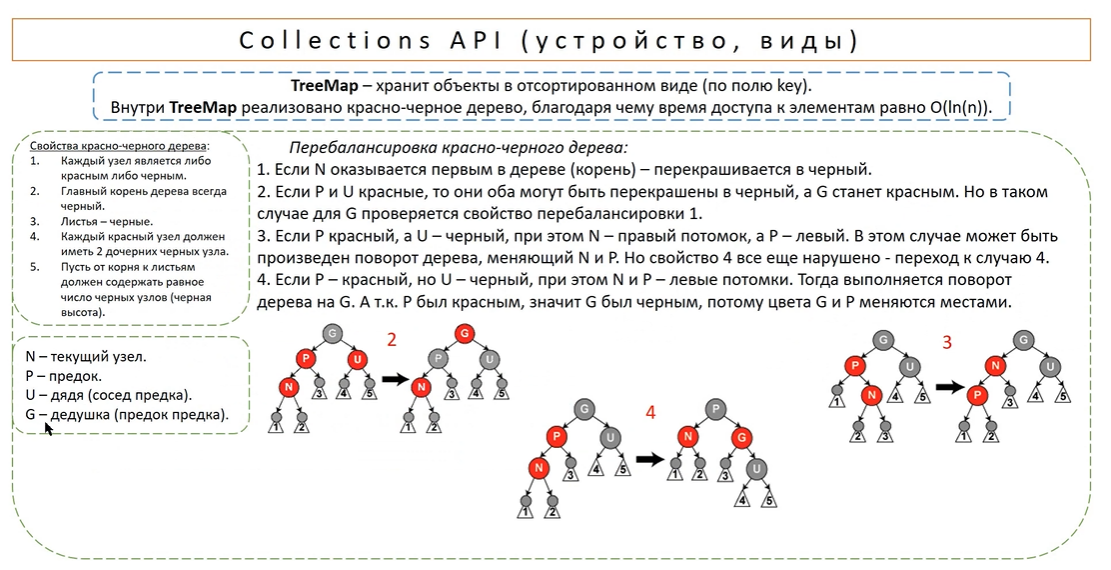 Collections API (устройство, виды)
TreeMap – хранит объекты в отсортированном виде (по полю key).
Внутри TreeMap реализовано красно-черное дерево, благодаря чему время доступа к элементам равно O(ln(n)).
Свойства красно-черного дерева:
1. Каждый узел является либо
красным либо черным.
2. Главный корень дерева всегда
черный.
3. Листья – черные.
4. Каждый красный узел должен
иметь 2 дочерних черных узла.
5. Пусть от корня к листьям
должен содержать равное
число черных узлов (черная
высота).
N – текущий узел.
P – предок.
U – дядя (сосед предка).
G – дедушка (предок предка).
Перебалансировка красно-черного дерева:
1. Если N оказывается первым в дереве (корень) – перекрашивается в черный.
2. Если P и U красные, то они оба могут быть перекрашены в черный, а G станет красным. Но в таком
случае для G проверяется свойство перебалансировки 1.
3. Если P красный, а U – черный, при этом N – правый потомок, а P – левый. В этом случае может быть
произведен поворот дерева, меняющий N и P. Но свойство 4 все еще нарушено - переход к случаю 4.
4. Если P – красный, но U – черный, при этом N и P – левые потомки. Тогда выполняется поворот
дерева на G. А т.к. P был красным, значит G был черным, потому цвета G и P меняются местами.
2
G
P U
N 3 4 5
1 2
G
P U
N 3 4 5
1 2
4
G
P U
N 3 4 5
1 2
P
N G
1 2 3 U
4 5
3
G
P U
1 N 4 5
2 3
G
N U
P 3 4 5
1 2